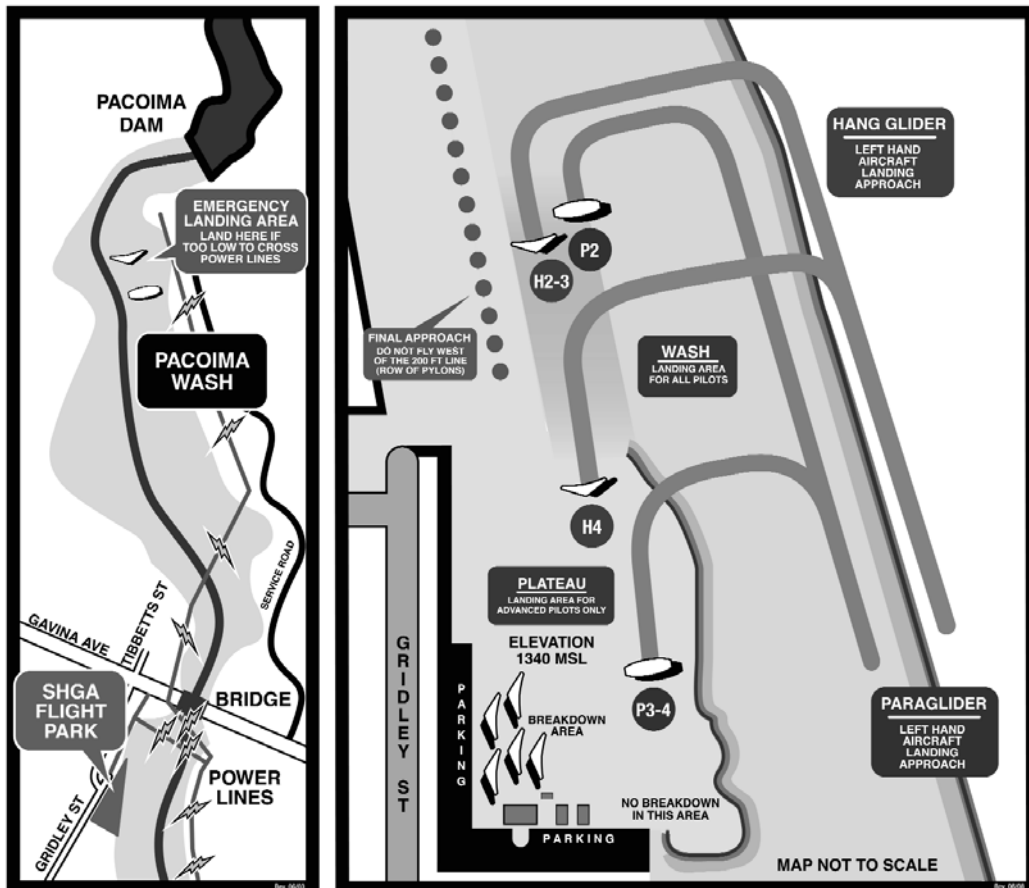 PACOIMA
DAM
EMERGENCY
LANDING AREA
LAND HERE IF
TOO LOW TO CROSS
POWER LINES
PACOIMA
WASH
SERVICE ROAD
TIBBETTS ST
GAVINA AVE
BRIDGE
SHGA
FLIGHT
PARK
POWER
LINES
GRIDLEY ST
HANG GLIDER
LEFT HAND
AIRCRAFT
LANDING
APPROACH
P2
H2-3
FINAL APPROACH
DO NOT FLY WEST
OF THE 200 FT LINE
(ROW OF PYLONS)
WASH
LANDING AREA
FOR ALL PILOTS
H4
PLATEAU
LANDING AREA FOR
ADVANCED PILOTS ONLY
ELEVATION
1340 MSL
GRIDLEY ST
PARKING
BREAKDOWN
AREA
P3-4
PARAGLIDER
LEFT HAND
AIRCRAFT
LANDING
APPROACH
NO BREAKDOWN
IN THIS AREA
PARKING
MAP NOT TO SCALE